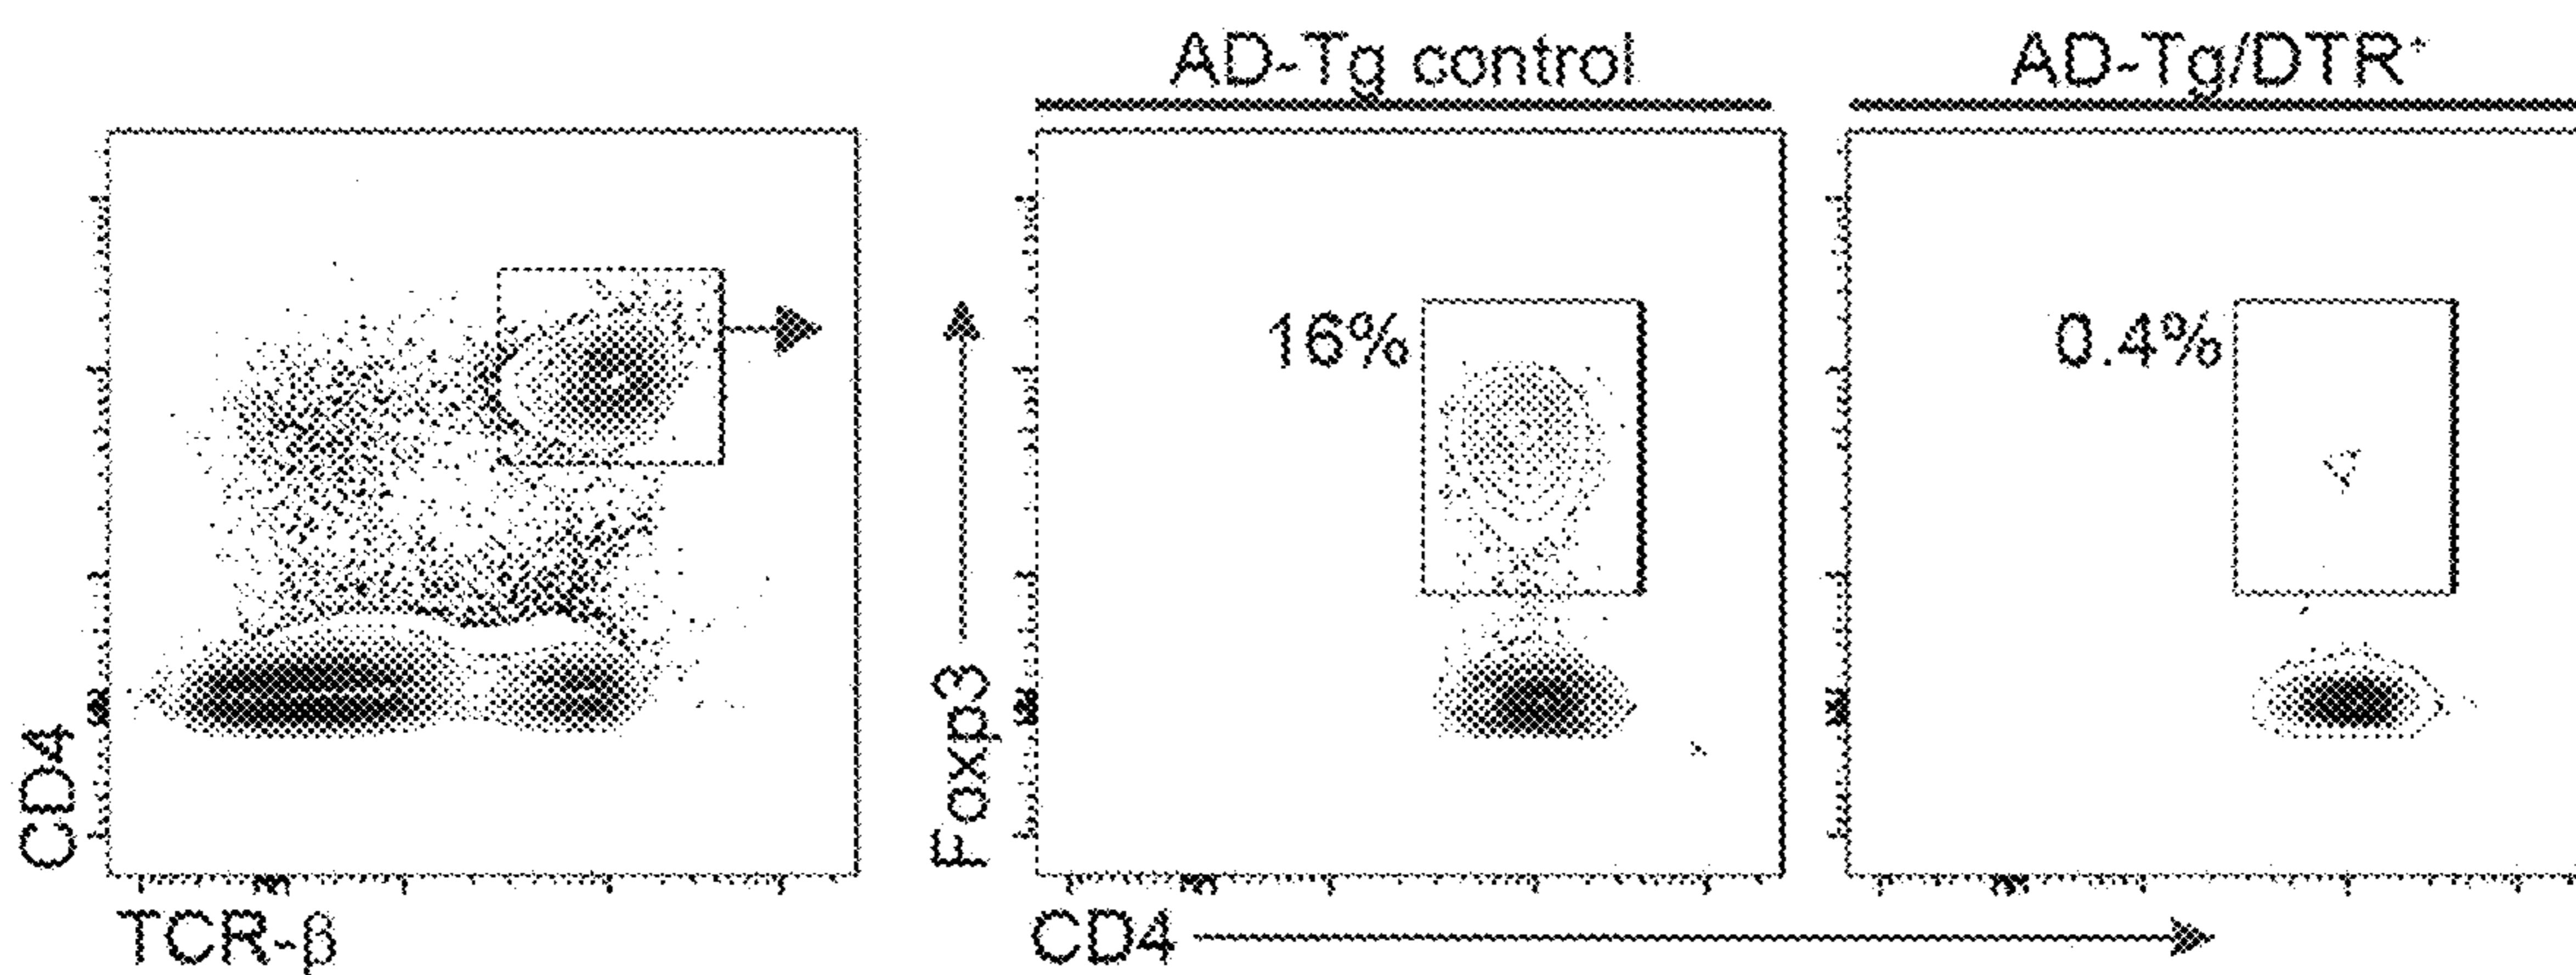 AD-Tg control
AD-Tg/DTR⁺
16%
0.4%
CD4
TCR-β
Foxp3
CD4